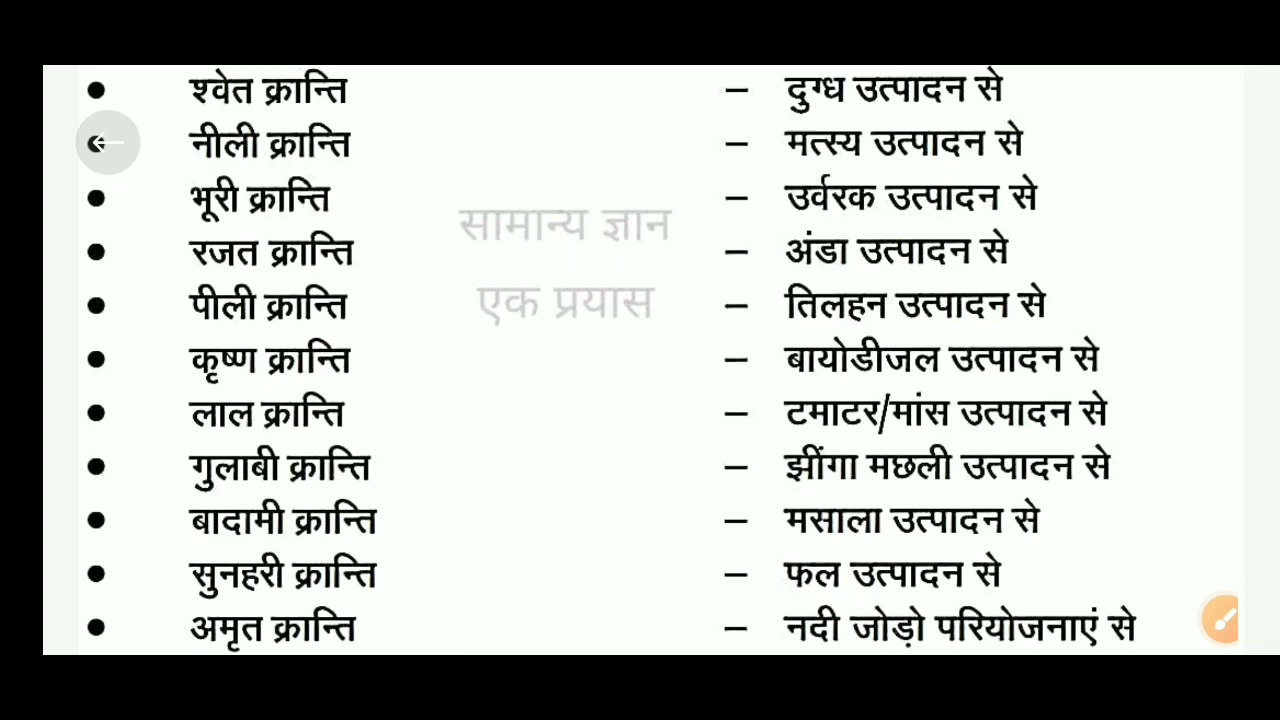 • श्वेत क्रान्ति – दुग्ध उत्पादन से
• नीली क्रान्ति – मत्स्य उत्पादन से
• भूरी क्रान्ति – उर्वरक उत्पादन से
सामान्य ज्ञान
• रजत क्रान्ति – अंडा उत्पादन से
• पीली क्रान्ति – तिलहन उत्पादन से
एक प्रयास
• कृष्ण क्रान्ति – बायोडीजल उत्पादन से
• लाल क्रान्ति – टमाटर/मांस उत्पादन से
• गुलाबी क्रान्ति – झींगा मछली उत्पादन से
• बादामी क्रान्ति – मसाला उत्पादन से
• सुनहरी क्रान्ति – फल उत्पादन से
• अमृत क्रान्ति – नदी जोड़ो परियोजनाएं से